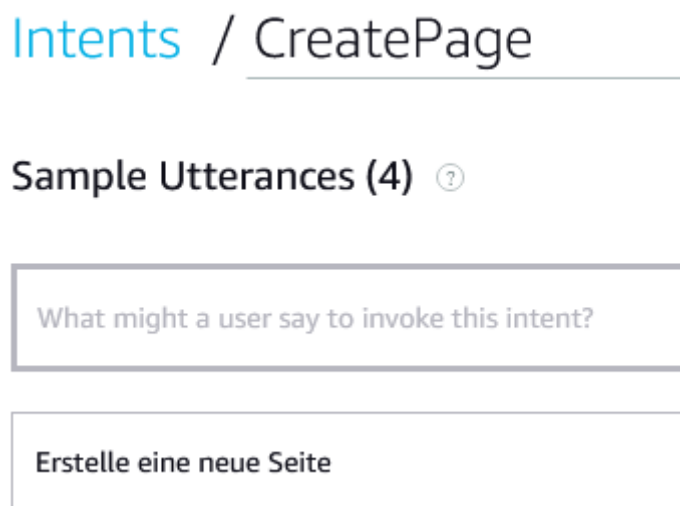 Intents / CreatePage
Sample Utterances (4) ?
What might a user say to invoke this intent?
Erstelle eine neue Seite